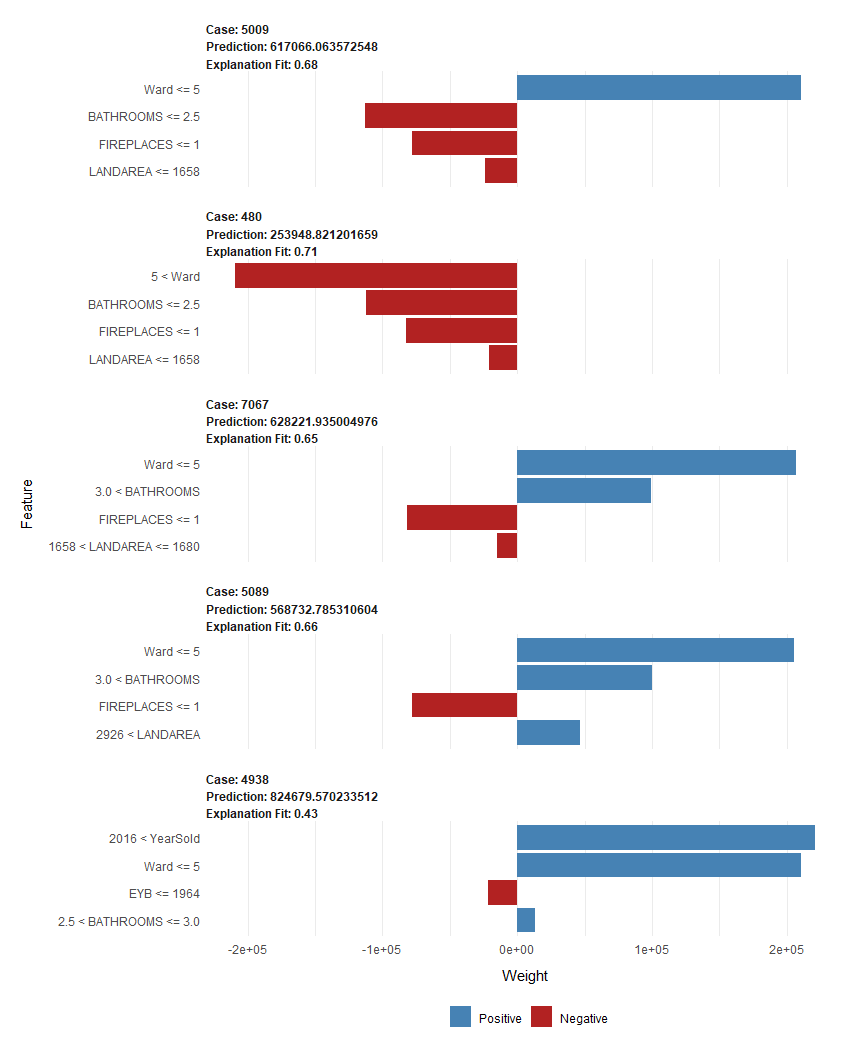 Case: 5009
Prediction: 617066.063572548
Explanation Fit: 0.68
Ward <= 5
BATHROOMS <= 2.5
FIREPLACES <= 1
LANDAREA <= 1658
Case: 480
Prediction: 253948.821201659
Explanation Fit: 0.71
5 < Ward
BATHROOMS <= 2.5
FIREPLACES <= 1
LANDAREA <= 1658
Case: 7067
Prediction: 628221.935004976
Explanation Fit: 0.65
Ward <= 5
3.0 < BATHROOMS
FIREPLACES <= 1
1658 < LANDAREA <= 1680
Feature
Case: 5089
Prediction: 568732.785310604
Explanation Fit: 0.66
Ward <= 5
3.0 < BATHROOMS
FIREPLACES <= 1
2926 < LANDAREA
Case: 4938
Prediction: 824679.570233512
Explanation Fit: 0.43
2016 < YearSold
Ward <= 5
EYB <= 1964
2.5 < BATHROOMS <= 3.0
-2e+05 -1e+05 0e+00 1e+05 2e+05
Weight
Positive Negative